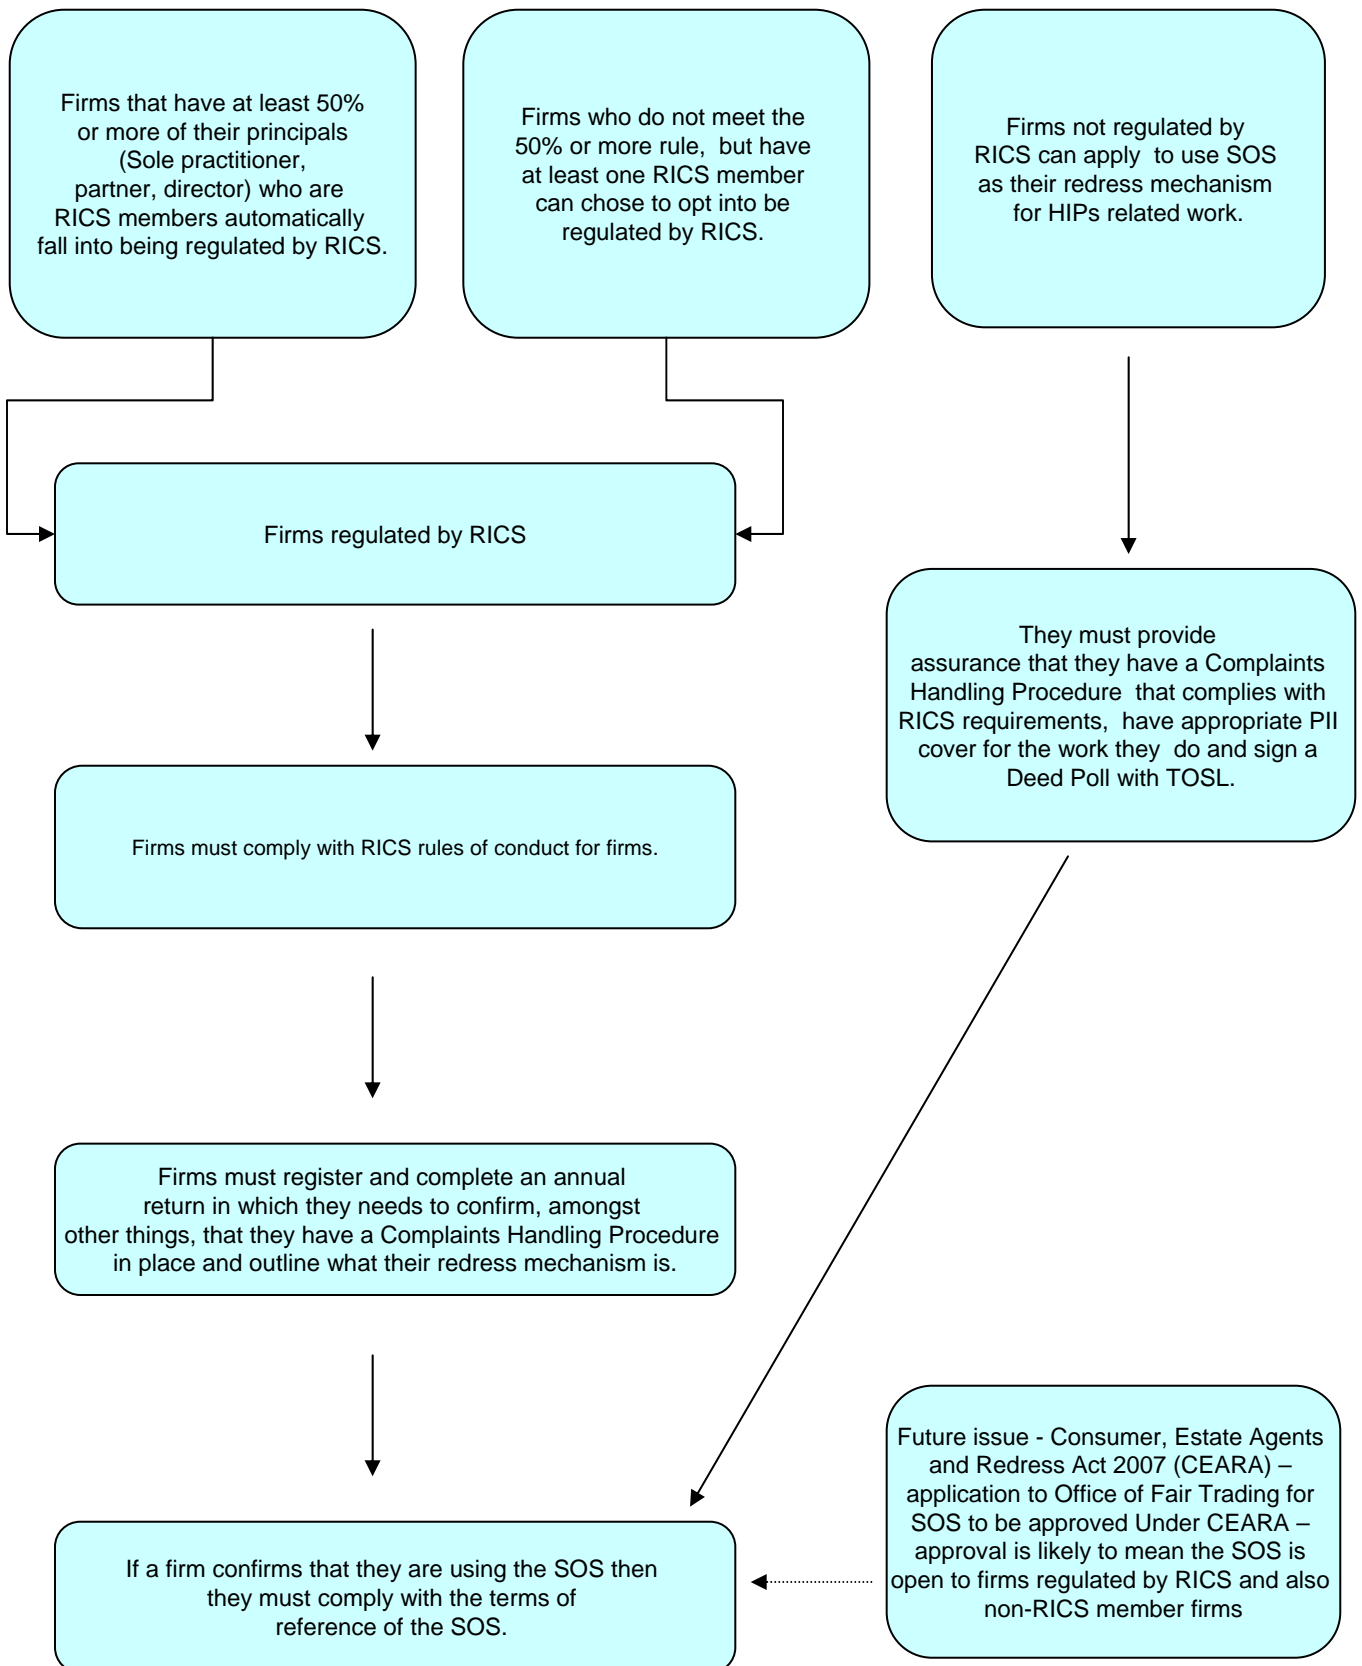 Firms that have at least 50%
or more of their principals
(Sole practitioner,
partner, director) who are
RICS members automatically
fall into being regulated by RICS.
Firms who do not meet the
50% or more rule, but have
at least one RICS member
can chose to opt into be
regulated by RICS.
Firms not regulated by
RICS can apply to use SOS
as their redress mechanism
for HIPs related work.
Firms regulated by RICS
They must provide
assurance that they have a Complaints
Handling Procedure that complies with
RICS requirements, have appropriate PII
cover for the work they do and sign a
Deed Poll with TOSL.
Firms must comply with RICS rules of conduct for firms.
Firms must register and complete an annual
return in which they needs to confirm, amongst
other things, that they have a Complaints Handling Procedure
in place and outline what their redress mechanism is.
Future issue - Consumer, Estate Agents
and Redress Act 2007 (CEARA) –
application to Office of Fair Trading for
SOS to be approved Under CEARA –
approval is likely to mean the SOS is
open to firms regulated by RICS and also
non-RICS member firms
If a firm confirms that they are using the SOS then
they must comply with the terms of
reference of the SOS.